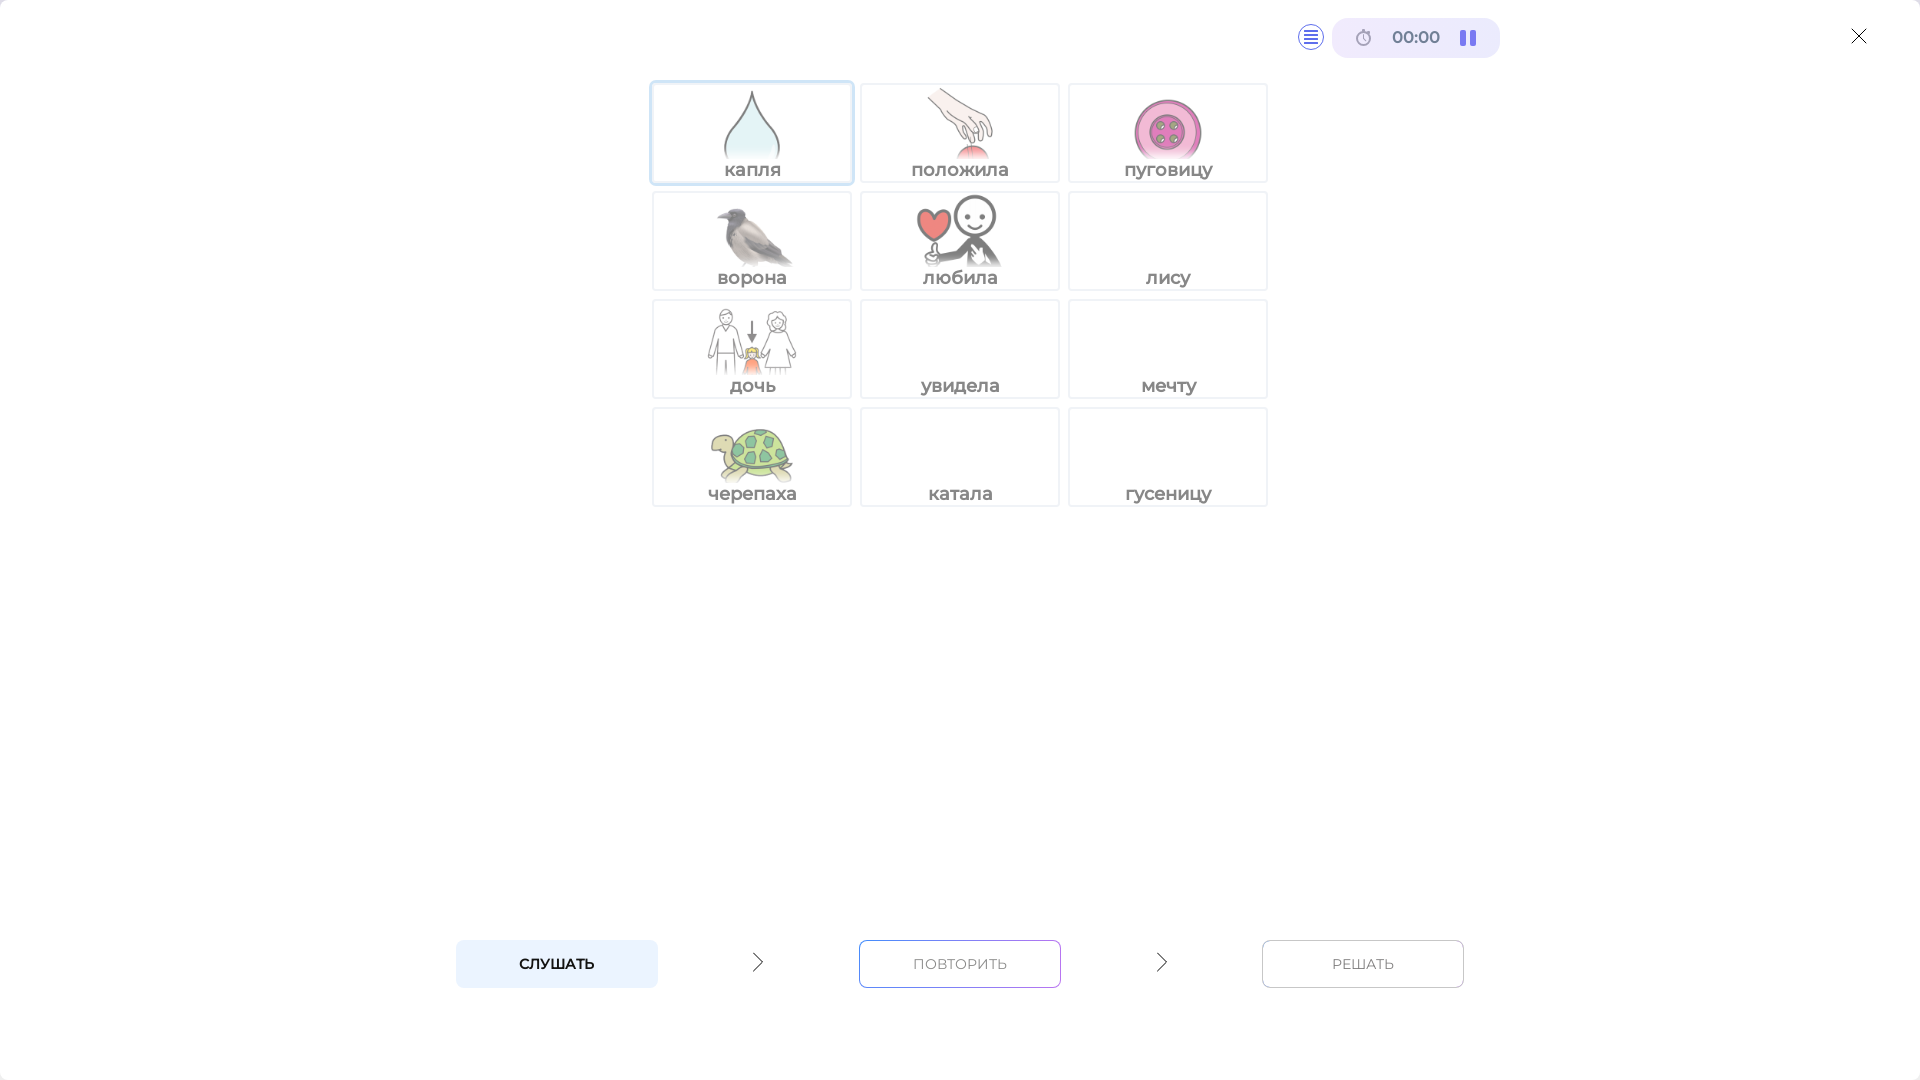 00:00
капля
положила
пуговицу
ворона
любила
лису
дочь
увидела
мечту
черепаха
катала
гусеницу
СЛУШАТЬ
ПОВТОРИТЬ
РЕШАТЬ